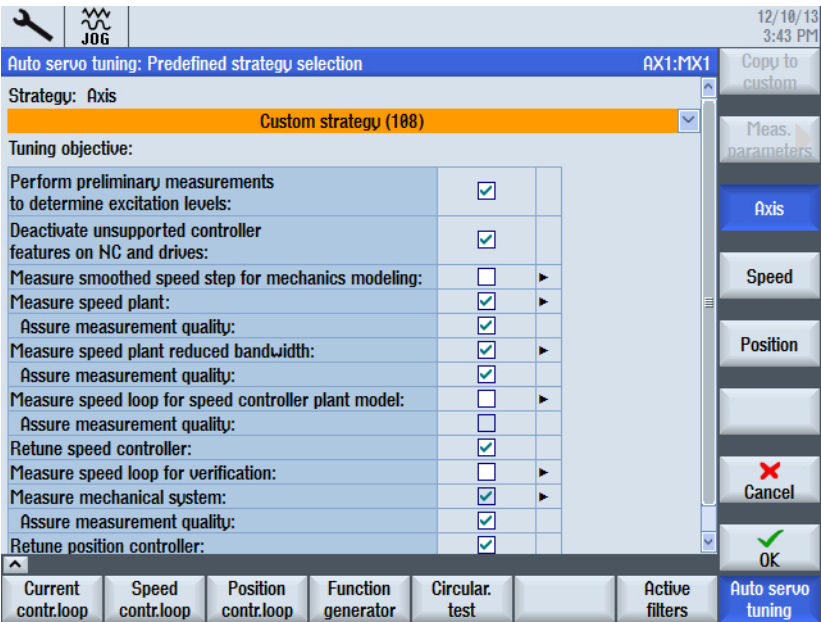 12/10/13
3:43 PM
JOG
Auto servo tuning: Predefined strategy selection AX1:MX1
Copy to
custom
Strategy: Axis
Custom strategy (108)
Meas.
parameters
Tuning objective:
Perform preliminary measurements
to determine excitation levels:
Axis
Deactivate unsupported controller
features on NC and drives:
Measure smoothed speed step for mechanics modeling:
Speed
Measure speed plant:
Assure measurement quality:
Measure speed plant reduced bandwidth:
Position
Assure measurement quality:
Measure speed loop for speed controller plant model:
Assure measurement quality:
Retune speed controller:
Measure speed loop for verification:
Measure mechanical system:
Cancel
Assure measurement quality:
Retune position controller:
OK
Current
contr.loop
Speed
contr.loop
Position
contr.loop
Function
generator
Circular.
test
Active
filters
Auto servo
tuning